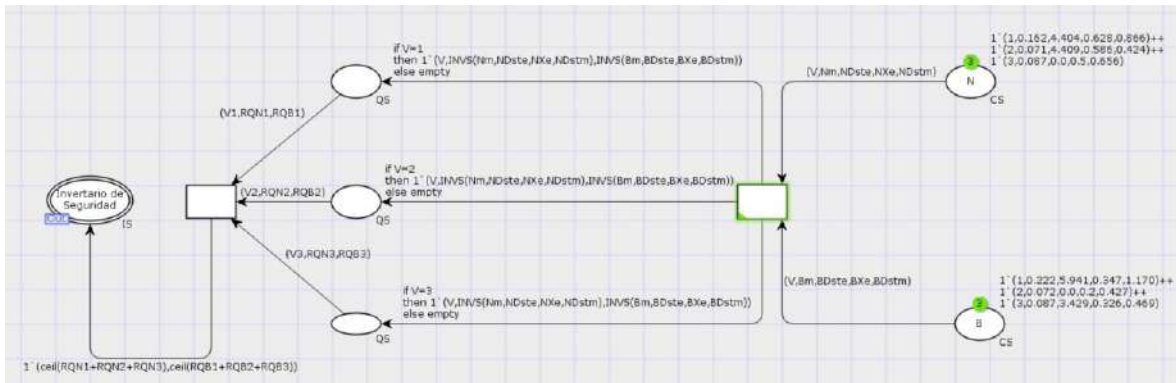 if V=1
then 1`(V,INVS(Nm,NDste,NXe,NDstm),INVS(Bm,BDste,BXe,BDstm))
else empty
1`(1,0.162,4.404,0.628,0.866)++
1`(2,0.071,4.409,0.586,0.424)++
1`(3,0.087,0.0,0.5,0.656)
3
N
CS
(V,Nm,NDste,NXe,NDstm)
QS
(V1,RQN1,RQB1)
if V=2
then 1`(V,INVS(Nm,NDste,NXe,NDstm),INVS(Bm,BDste,BXe,BDstm))
else empty
(V2,RQN2,RQB2)
QS
Invertario de
Seguridad
Out
IS
(V3,RQN3,RQB3)
if V=3
then 1`(V,INVS(Nm,NDste,NXe,NDstm),INVS(Bm,BDste,BXe,BDstm))
else empty
QS
(V,Bm,BDste,BXe,BDstm)
1`(1,0.222,5.941,0.347,1.170)++
1`(2,0.072,0.0,0.2,0.427)++
1`(3,0.087,3.429,0.326,0.469)
3
B
CS
1`(ceil(RQN1+RQN2+RQN3),ceil(RQB1+RQB2+RQB3))